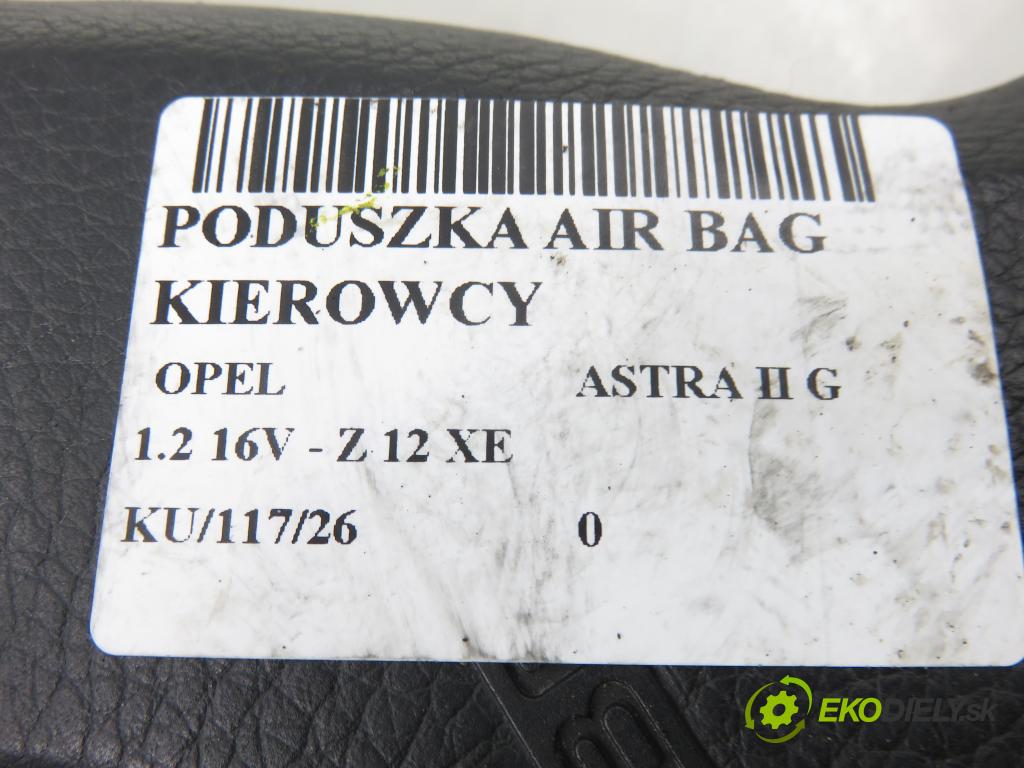 PODUSZKA AIR BAG
KIEROWCY
OPEL ASTRA II G
1.2 16V - Z 12 XE
KU/117/26 0
EKODIELY.sk